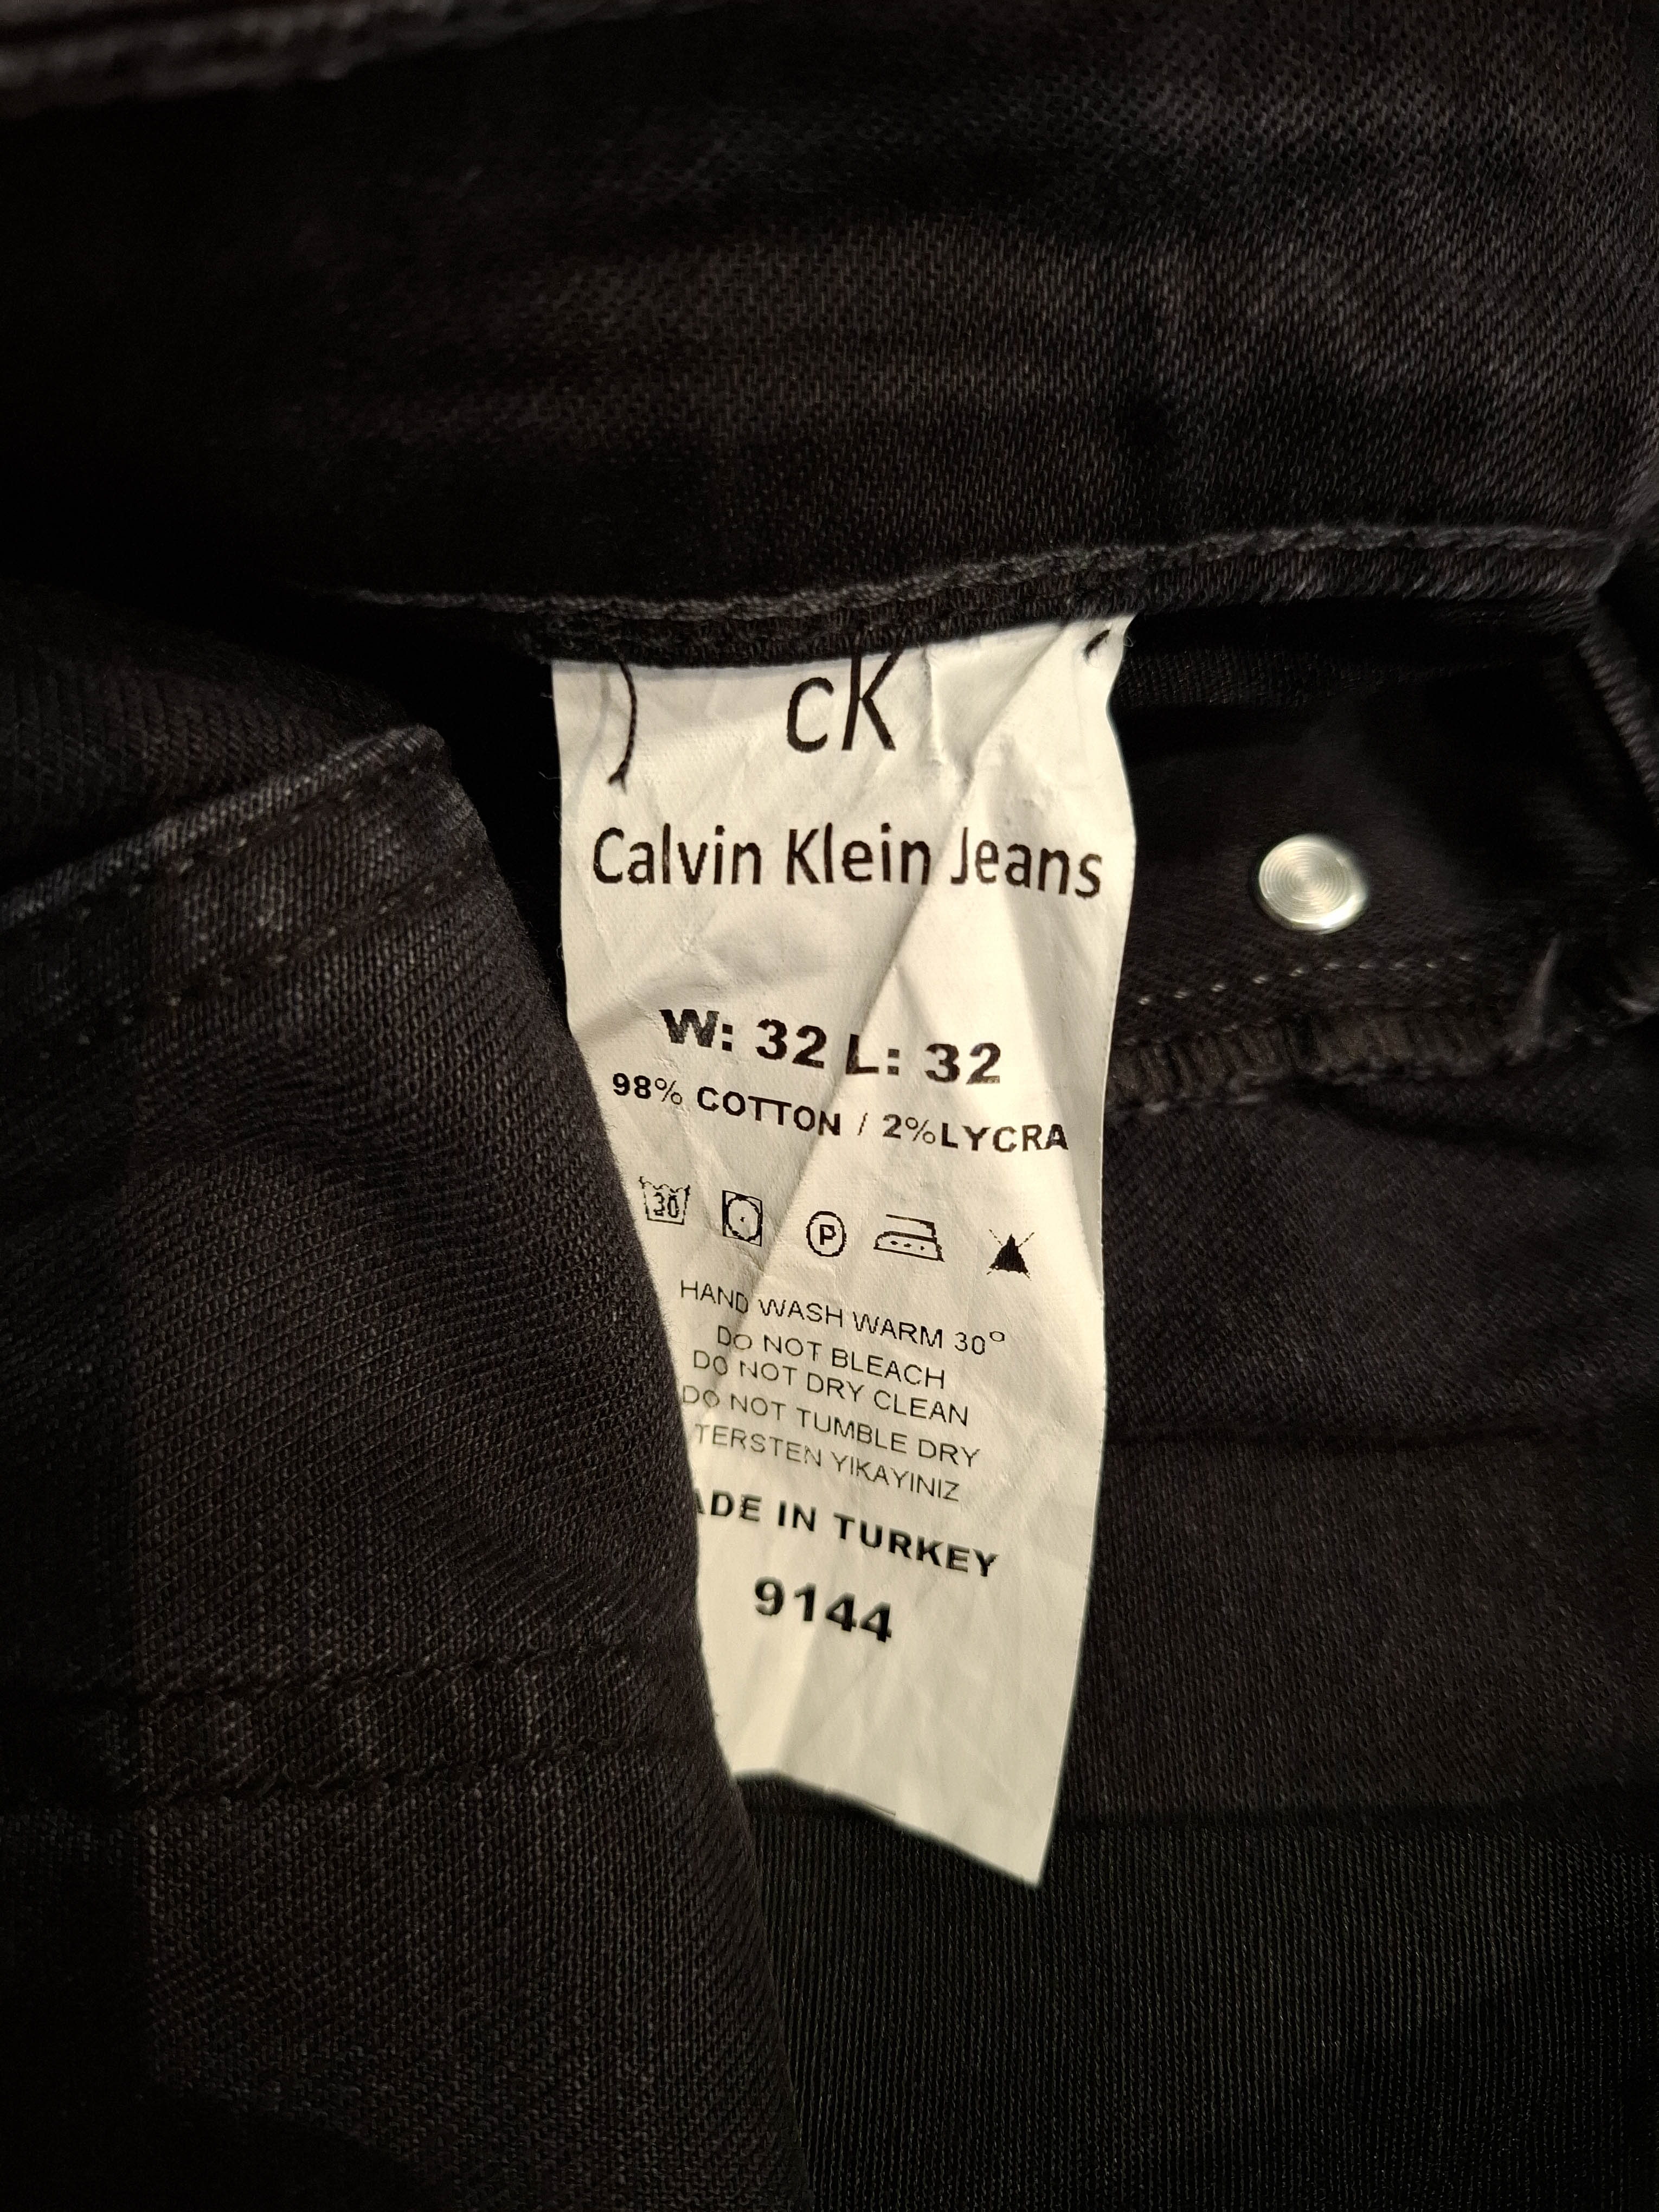 cK
Calvin Klein Jeans
W: 32 L: 32
98% COTTON / 2%LYCRA
30 P
HAND WASH WARM 30°
DO NOT BLEACH
DO NOT DRY CLEAN
DO NOT TUMBLE DRY
TERSTEN YIKAYINIZ
ADE IN TURKEY
9144